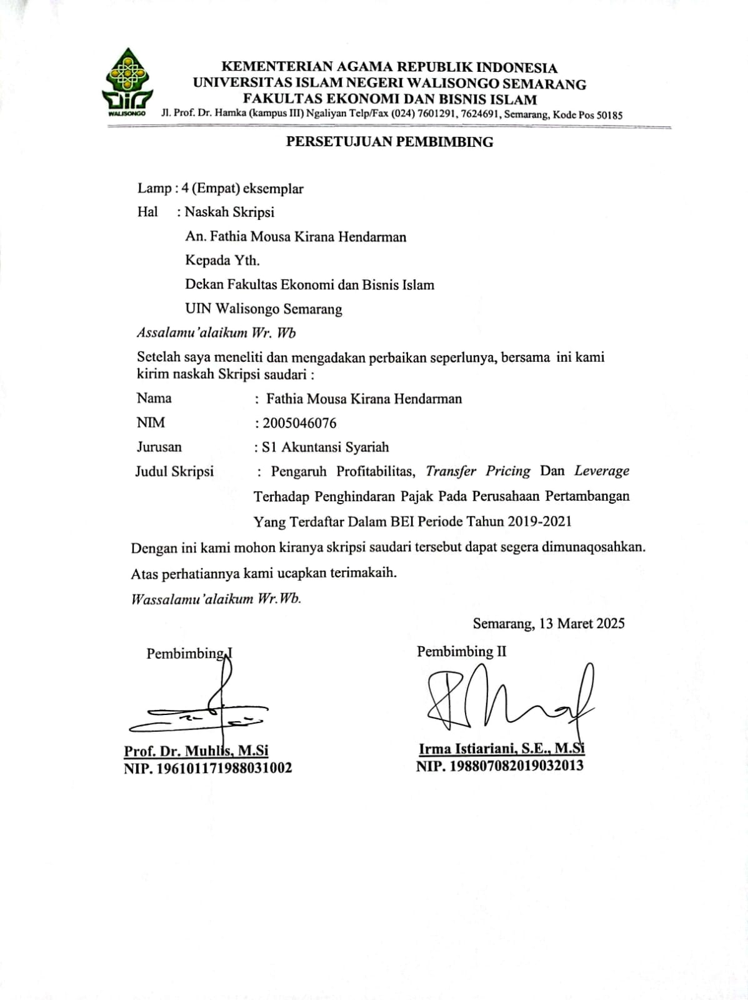 KEMENTERIAN AGAMA REPUBLIK INDONESIA
UNIVERSITAS ISLAM NEGERI WALISONGO SEMARANG
FAKULTAS EKONOMI DAN BISNIS ISLAM
WALISONGO
Jl. Prof. Dr. Hamka (kampus III) Ngaliyan Telp/Fax (024) 7601291, 7624691, Semarang, Kode Pos 50185
PERSETUJUAN PEMBIMBING
Lamp : 4 (Empat) eksemplar
Hal : Naskah Skripsi
An. Fathia Mousa Kirana Hendarman
Kepada Yth.
Dekan Fakultas Ekonomi dan Bisnis Islam
UIN Walisongo Semarang
Assalamu’alaikum Wr. Wb
Setelah saya meneliti dan mengadakan perbaikan seperlunya, bersama ini kami
kirim naskah Skripsi saudari :
Nama : Fathia Mousa Kirana Hendarman
NIM : 2005046076
Jurusan : S1 Akuntansi Syariah
Judul Skripsi : Pengaruh Profitabilitas, Transfer Pricing Dan Leverage
Terhadap Penghindaran Pajak Pada Perusahaan Pertambangan
Yang Terdaftar Dalam BEI Periode Tahun 2019-2021
Dengan ini kami mohon kiranya skripsi saudari tersebut dapat segera dimunaqosahkan.
Atas perhatiannya kami ucapkan terimakaih.
Wassalamu’alaikum Wr.Wb.
Semarang, 13 Maret 2025
Pembimbing I Pembimbing II
Prof. Dr. Muhlis, M.Si Irma Istiariani, S.E., M.Si
NIP. 196101171988031002 NIP. 198807082019032013